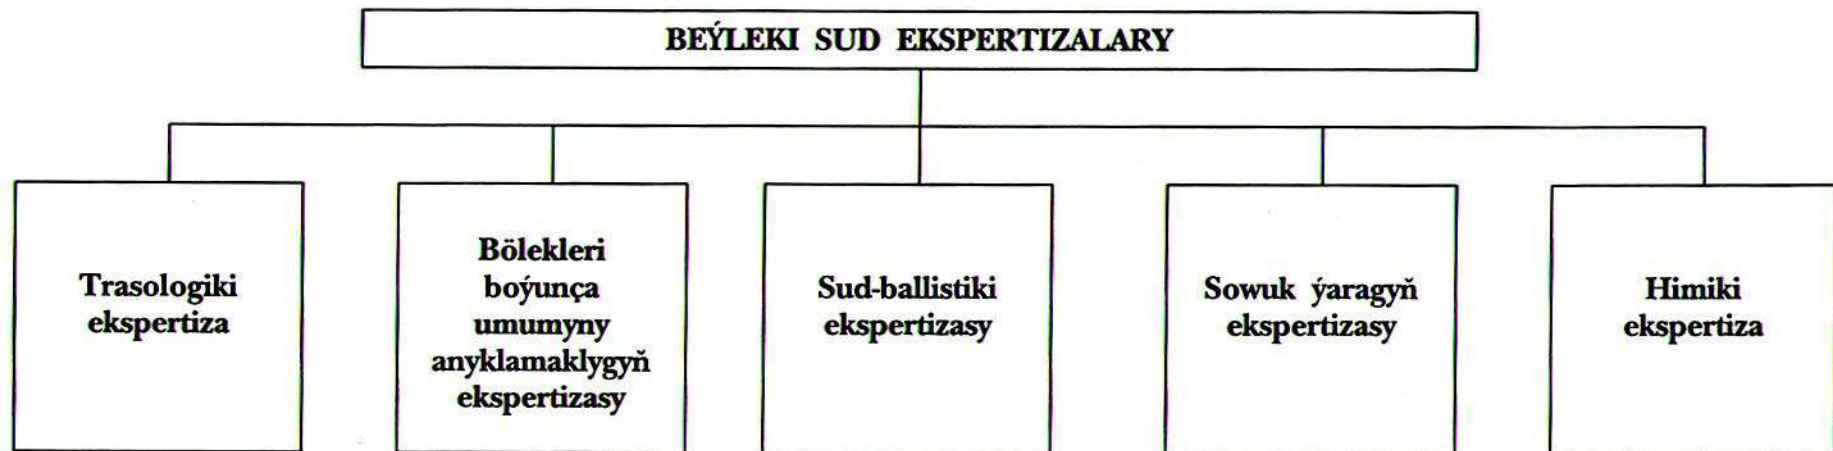 BEÝLEKI SUD EKSPERTIZALARY
Trasologiki
ekspertiza
Bölekleri
boýunça
umumyny
anyklamaklygyň
ekspertizasy
Sud-ballistiki
ekspertizasy
Sowuk ýaragyň
ekspertizasy
Himiki
ekspertiza